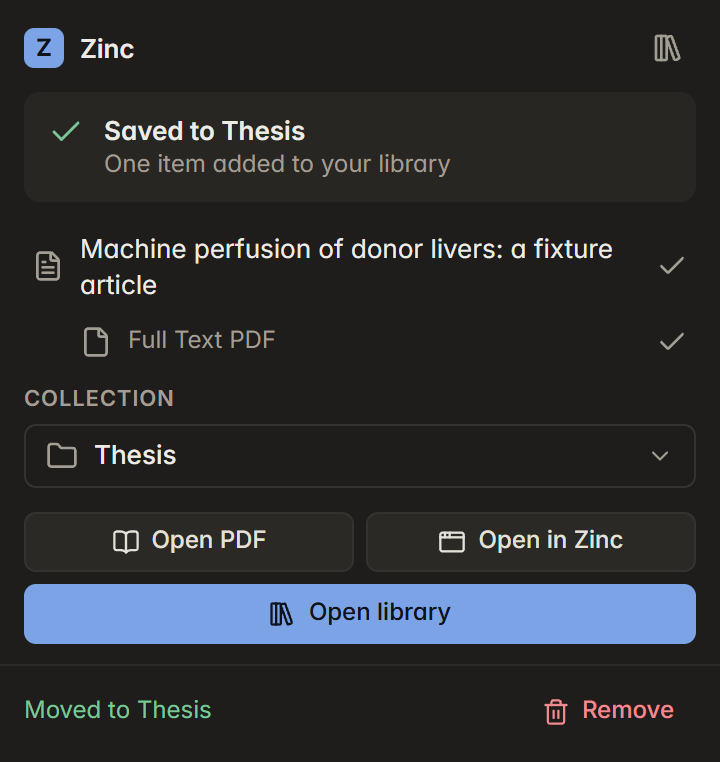 Z Zinc
Saved to Thesis
One item added to your library
Machine perfusion of donor livers: a fixture
article
Full Text PDF
COLLECTION
Thesis
Open PDF
Open in Zinc
Open library
Moved to Thesis
Remove